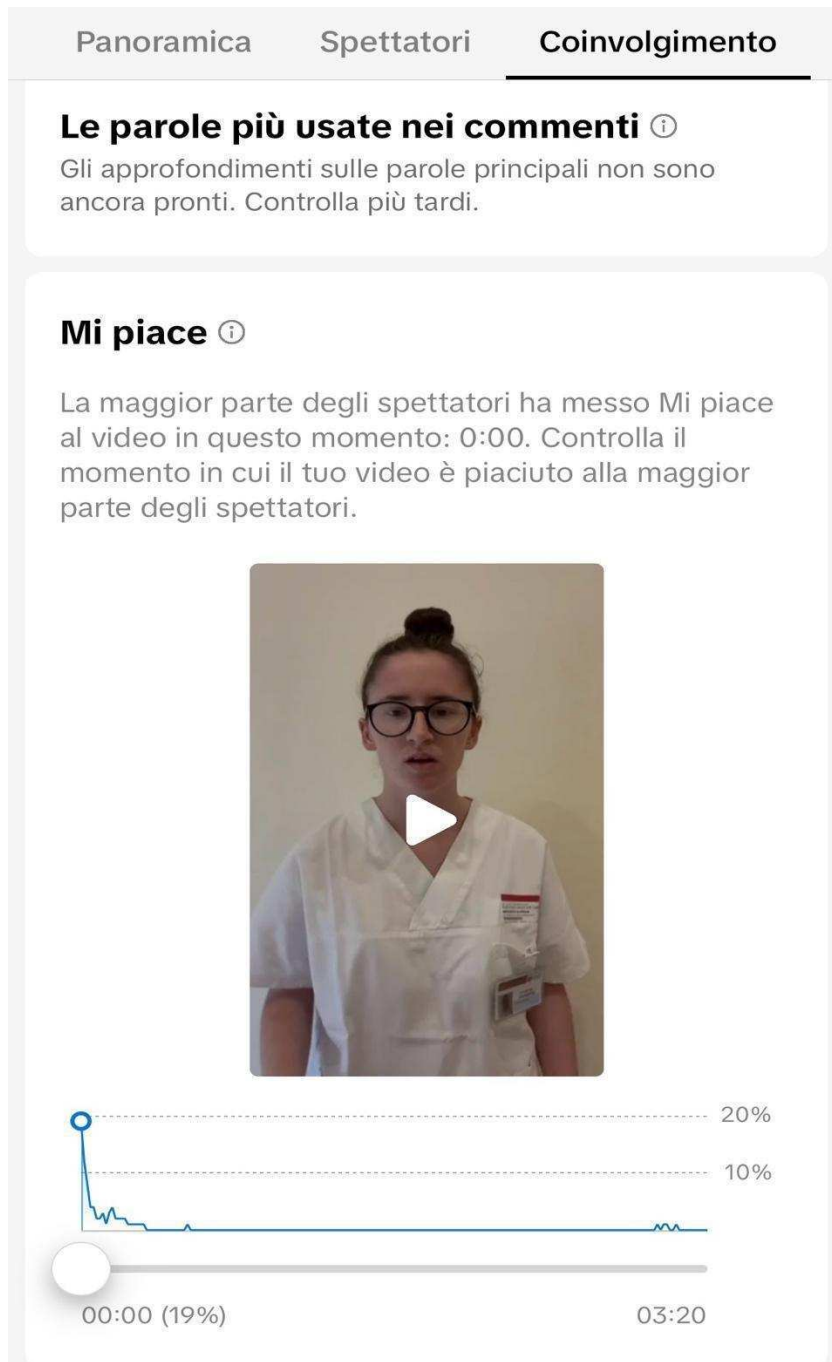 Panoramica Spettatori Coinvolgimento
Le parole più usate nei commenti
Gli approfondimenti sulle parole principali non sono
ancora pronti. Controlla più tardi.
Mi piace
La maggior parte degli spettatori ha messo Mi piace
al video in questo momento: 0:00. Controlla il
momento in cui il tuo video è piaciuto alla maggior
parte degli spettatori.
20%
10%
00:00 (19%) 03:20